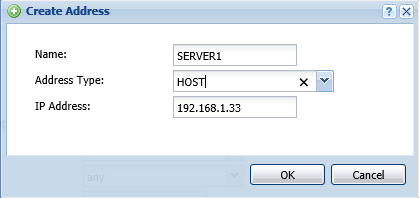 Create Address
Name: SERVER1
Address Type: HOST
IP Address: 192.168.1.33
any
OK Cancel